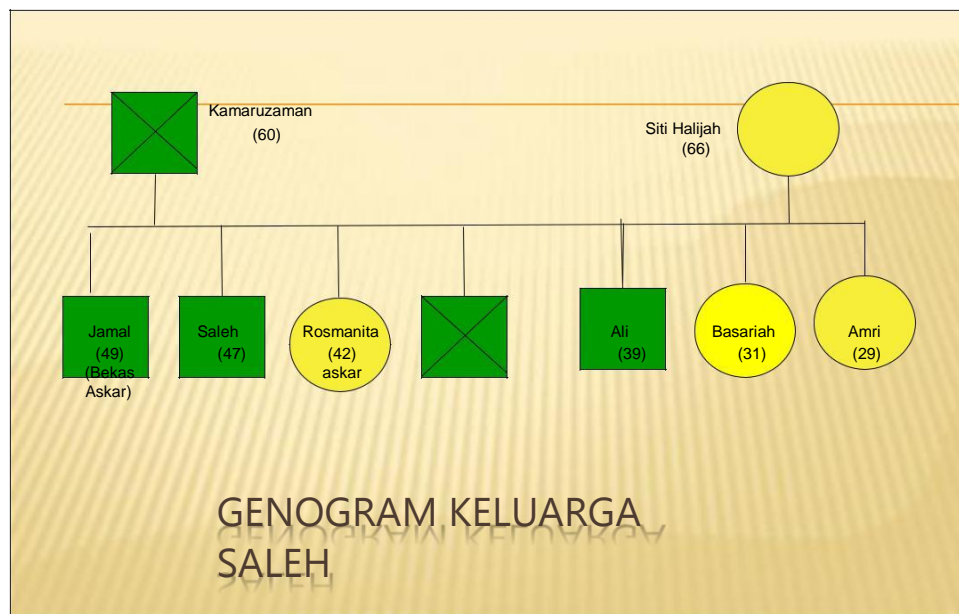 Kamaruzaman
(60)
Siti Halijah
(66)
Jamal
(49)
(Bekas
Askar)
Saleh
(47)
Rosmanita
(42)
askar
Ali
(39)
Basariah
(31)
Amri
(29)
GENOGRAM KELUARGA
SALEH